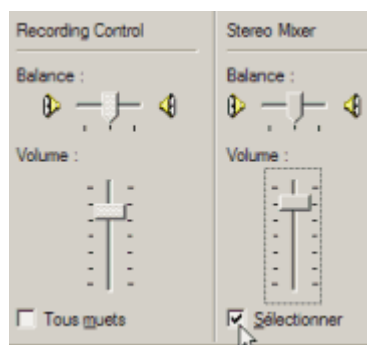 Recording Control
Balance :
Volume :
Tous muets
Stereo Mixer
Balance :
Volume :
Sélectionner